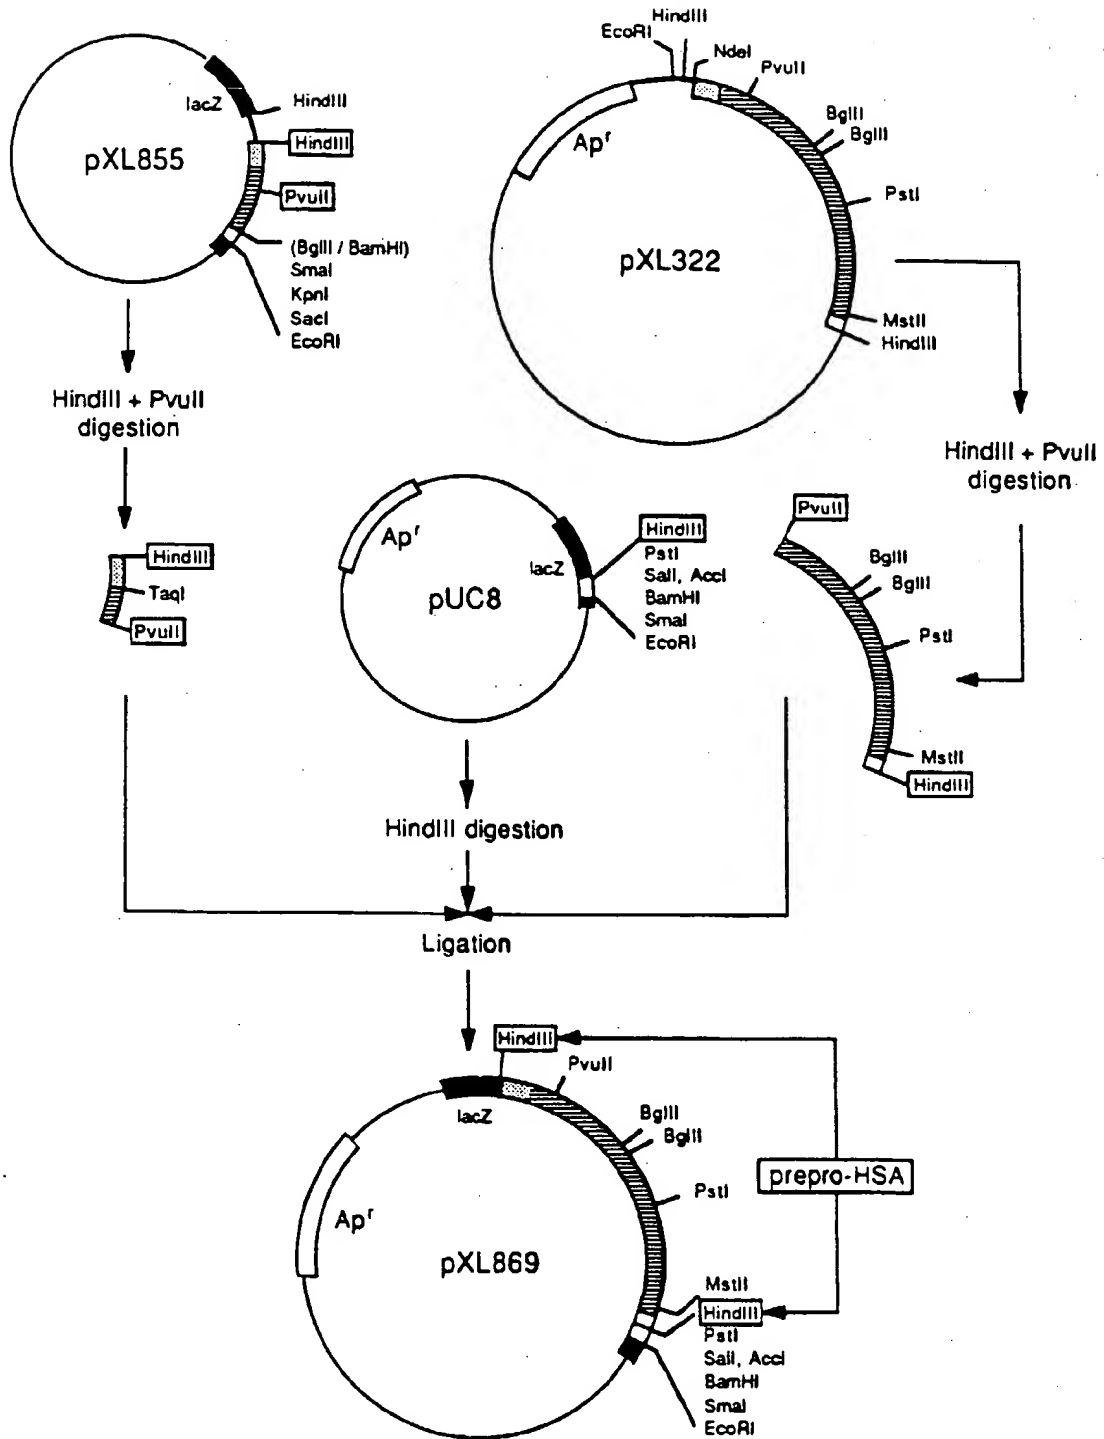 lacZ
HindIII
HindIII
pXL855
PvuII
(BglII / BamHI)
SmaI
KpnI
SacI
EcoRI
HindIII
EcoRI
NdeI
PvuII
Apʳ
BglII
BglII
PstI
pXL322
MstII
HindIII
HindIII + PvuII
digestion
HindIII + PvuII
digestion
HindIII
TaqI
PvuII
Apʳ
lacZ
pUC8
HindIII
PstI
SalI, AccI
BamHI
SmaI
EcoRI
PvuII
BglII
BglII
PstI
MstII
HindIII
HindIII digestion
Ligation
HindIII
PvuII
lacZ
BglII
BglII
PstI
prepro-HSA
Apʳ
pXL869
MstII
HindIII
PstI
SalI, AccI
BamHI
SmaI
EcoRI